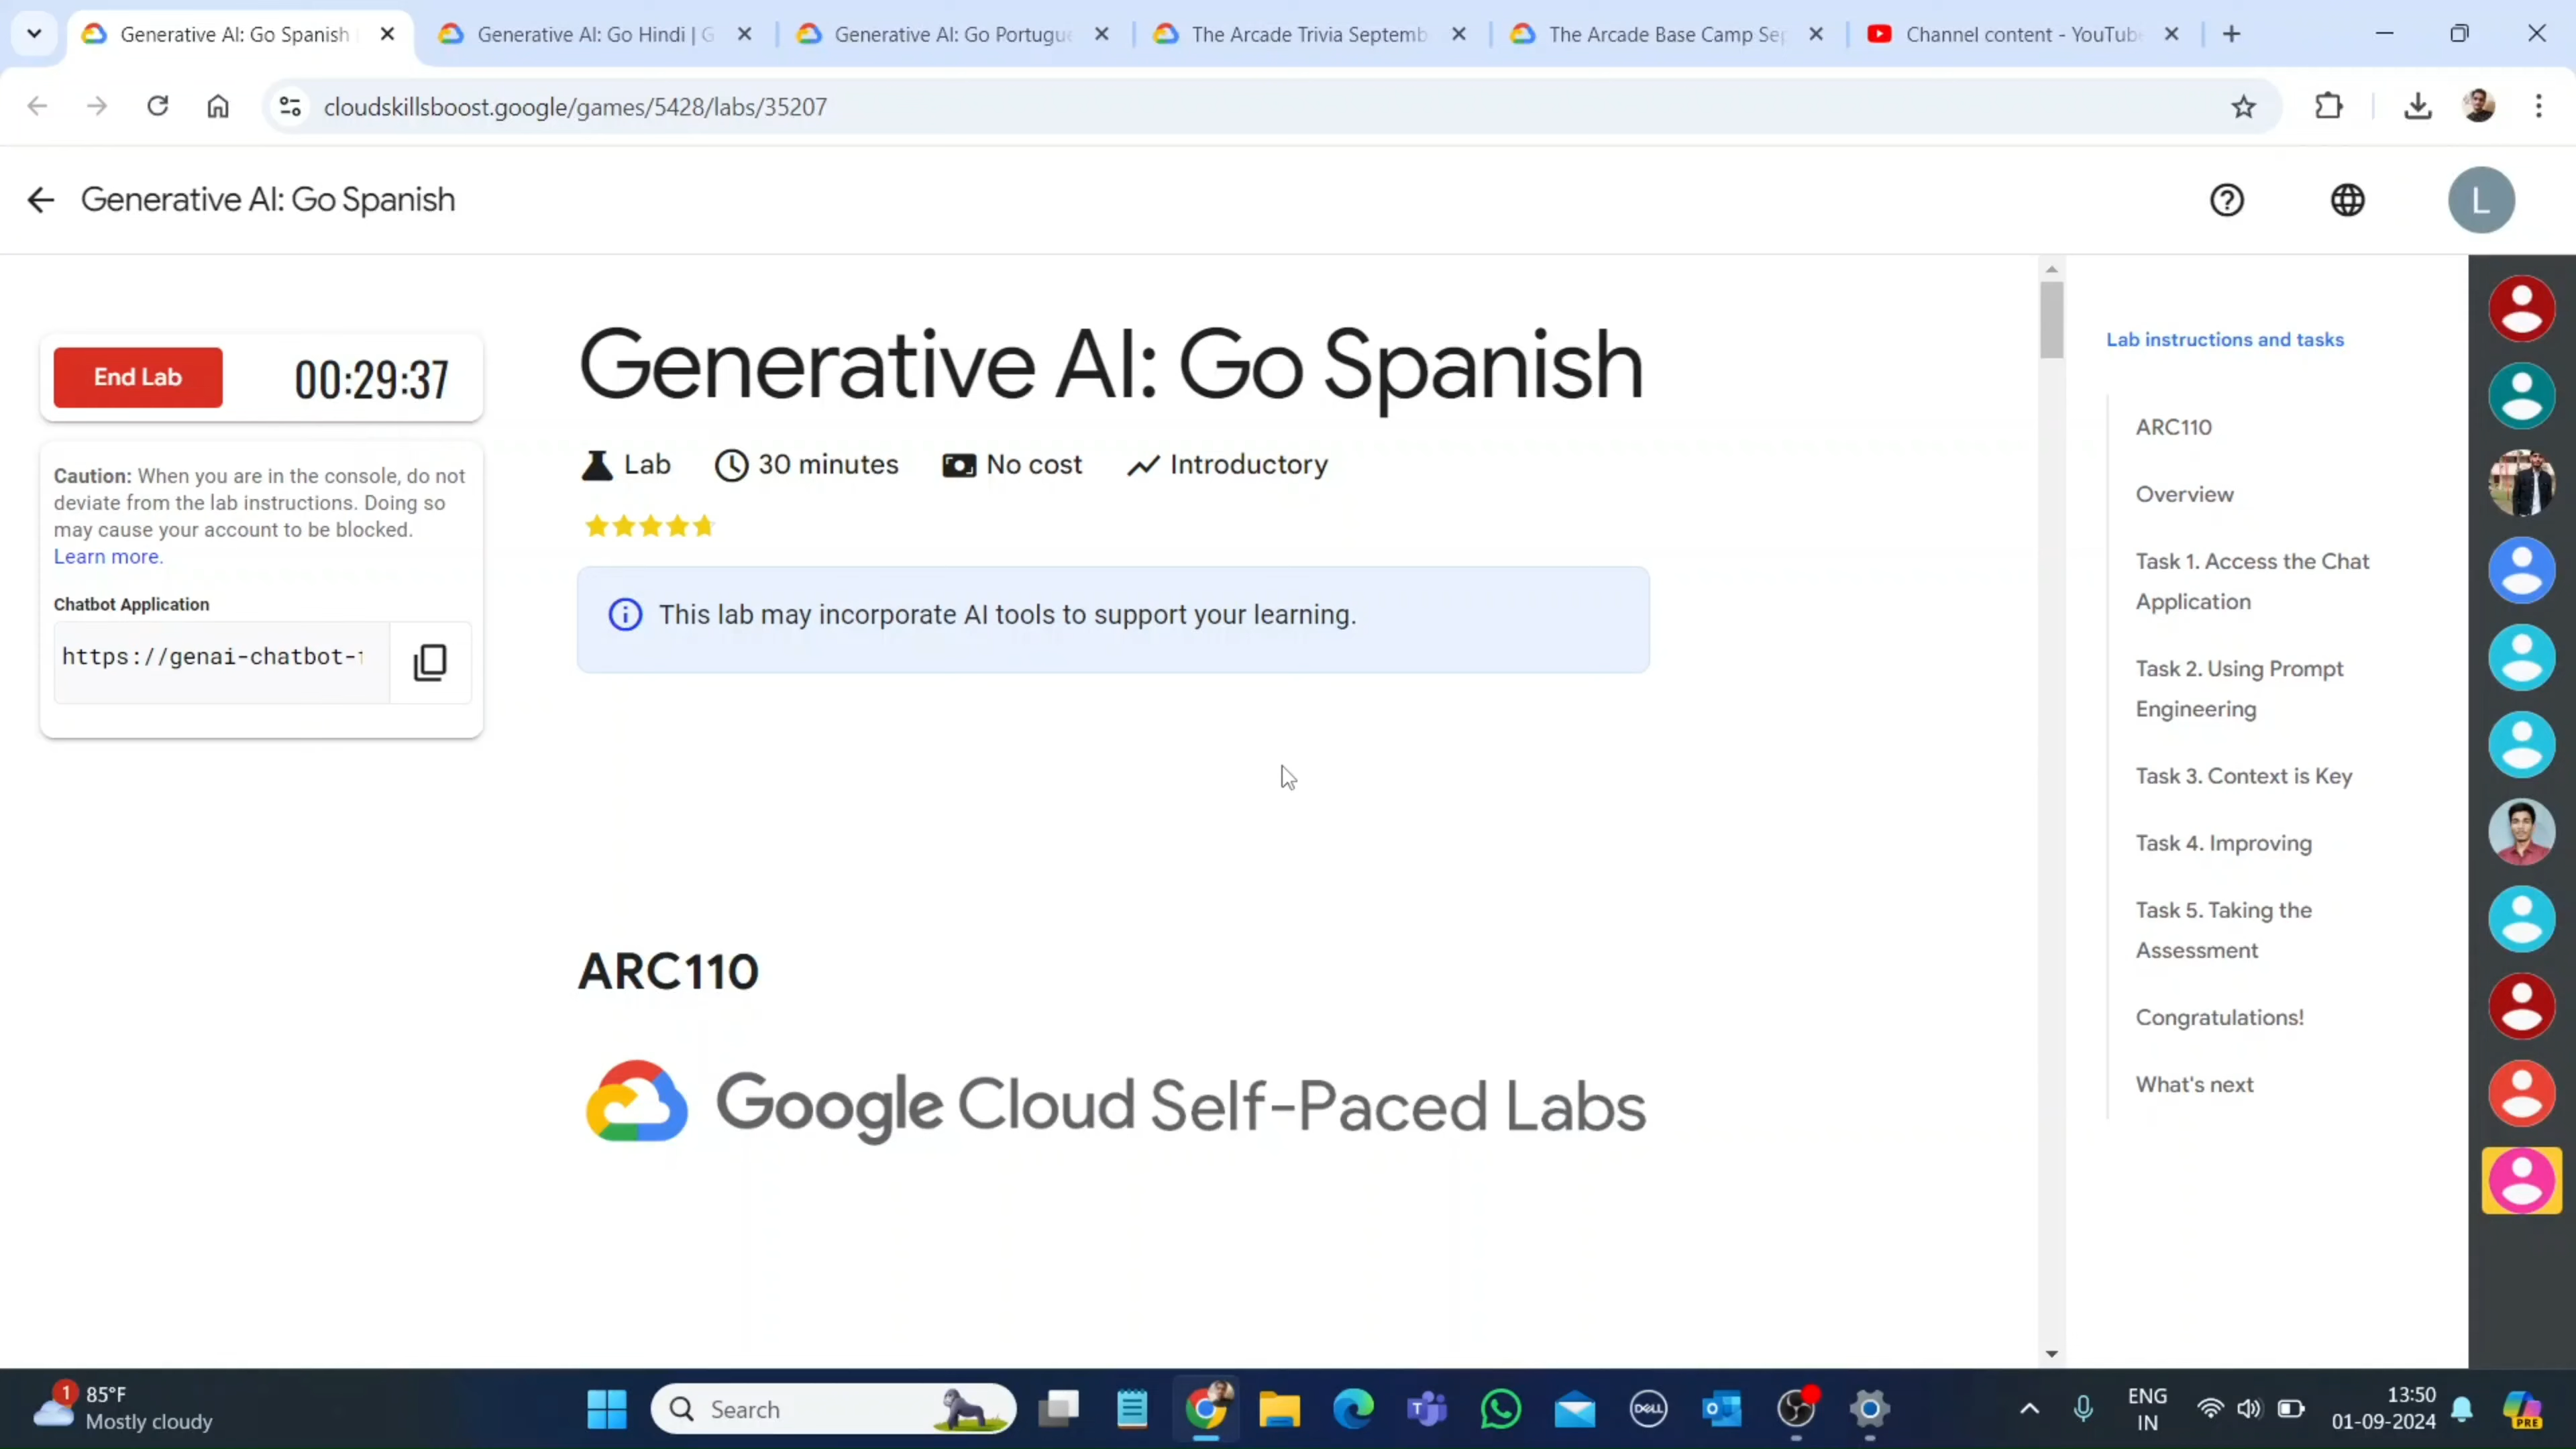 Generative AI: Go Spanish
Generative AI: Go Hindi | G
Generative AI: Go Portugue
The Arcade Trivia Septemb
The Arcade Base Camp Sep
Channel content - YouTube
cloudskillsboost.google/games/5428/labs/35207
Generative AI: Go Spanish
L
End Lab
00:29:37
Caution: When you are in the console, do not
deviate from the lab instructions. Doing so
may cause your account to be blocked.
Learn more.
Chatbot Application
https://genai-chatbot-
Generative AI: Go Spanish
Lab
30 minutes
No cost
Introductory
This lab may incorporate AI tools to support your learning.
ARC110
Google Cloud Self-Paced Labs
Lab instructions and tasks
ARC110
Overview
Task 1. Access the Chat
Application
Task 2. Using Prompt
Engineering
Task 3. Context is Key
Task 4. Improving
Task 5. Taking the
Assessment
Congratulations!
What's next
1
85°F
Mostly cloudy
Search
DELL
ENG
IN
13:50
01-09-2024
PRE